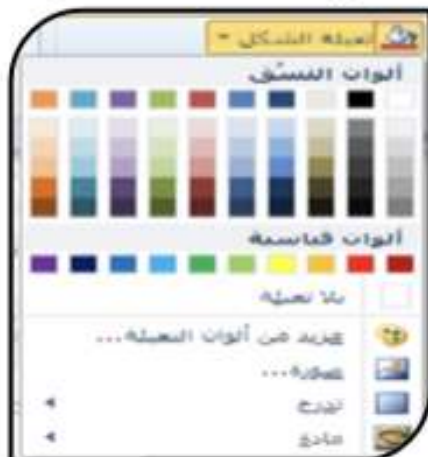 تعبئة الشكل
ألوان النسق
ألوان قياسية
بلا تعبئة
مزيد من ألوان التعبئة...
صورة...
تدرج
مادة